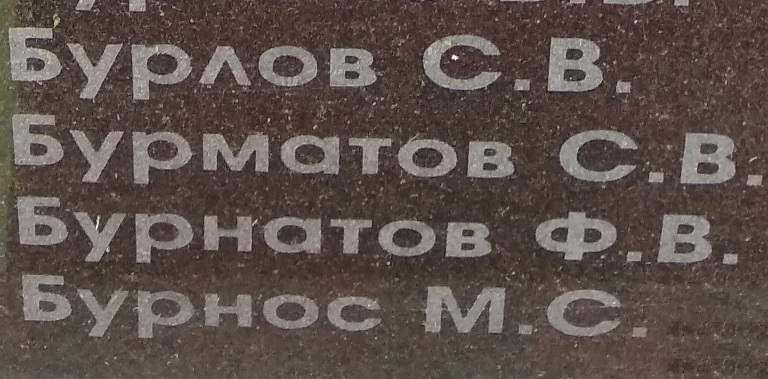 Бурлов С.В.
Бурматов С.В.
Бурнатов Ф.В.
Бурнос М.С.